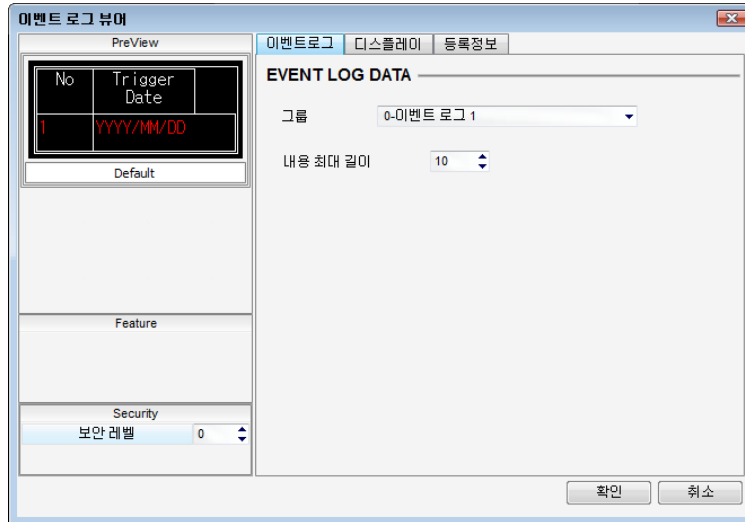 이벤트 로그 뷰어
PreView
No Trigger Date
1 YYYY/MM/DD
Default
Feature
Security
보안 레벨 0
이벤트로그 디스플레이 등록정보
EVENT LOG DATA
그룹 0-이벤트 로그 1
내용 최대 길이 10
확인 취소